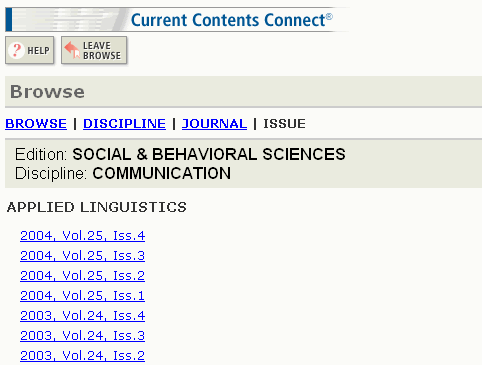 Current Contents Connect®
? HELP
LEAVE BROWSE
Browse
BROWSE | DISCIPLINE | JOURNAL | ISSUE
Edition: SOCIAL & BEHAVIORAL SCIENCES
Discipline: COMMUNICATION
APPLIED LINGUISTICS
2004, Vol.25, Iss.4
2004, Vol.25, Iss.3
2004, Vol.25, Iss.2
2004, Vol.25, Iss.1
2003, Vol.24, Iss.4
2003, Vol.24, Iss.3
2003, Vol.24, Iss.2